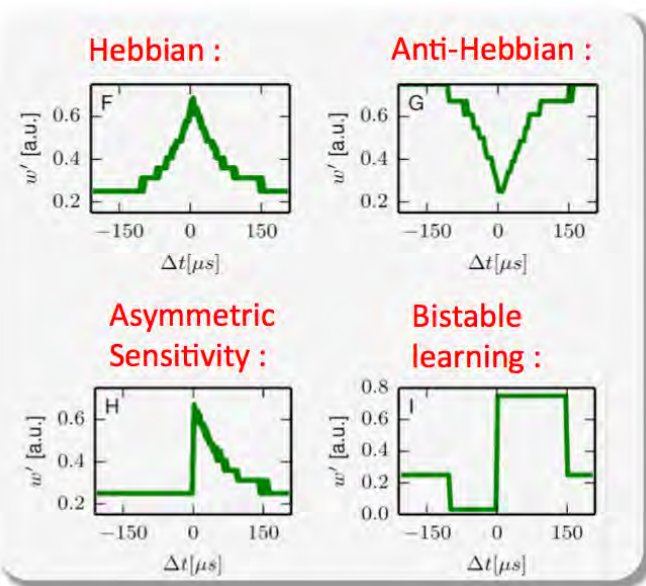 Hebbian :
Anti-Hebbian :
F
w' [a.u.]
0.6
0.4
0.2
−150 0 150
Δt[μs]
G
w' [a.u.]
0.6
0.4
0.2
−150 0 150
Δt[μs]
Asymmetric
Sensitivity :
Bistable
learning :
H
w' [a.u.]
0.6
0.4
0.2
−150 0 150
Δt[μs]
I
w' [a.u.]
0.8
0.6
0.4
0.2
0.0
−150 0 150
Δt[μs]